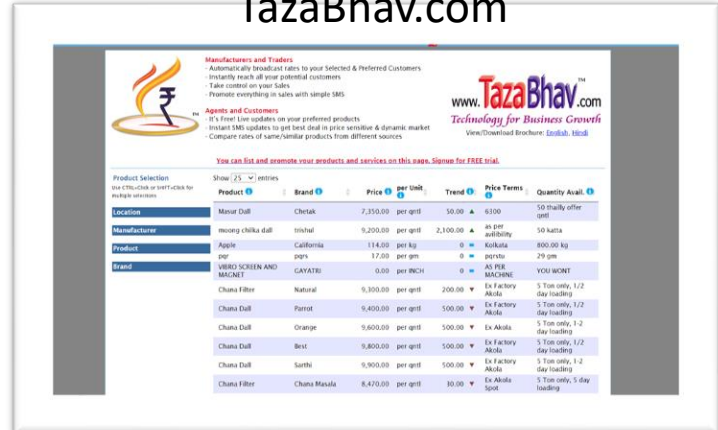 TazaBhav.com
Manufacturers and Traders
- Automatically broadcast rates to your Selected & Preferred Customers
- Instantly reach all your potential customers
- Take control on your Sales
- Promote everything in sales with simple SMS
Agents and Customers
- It's Free! Live updates on your preferred products
- Instant SMS updates to get best deal in price sensitive & dynamic market
- Compare rates of same/similar products from different sources
₹
TM
www.TazaBhav.com
TM
Technology for Business Growth
View/Download Brochure: English, Hindi
You can list and promote your products and services on this page. Signup for FREE trial.
Product Selection
Use CTRL+Click or SHIFT+Click for
multiple selections
Location
Manufacturer
Product
Brand
Show 25 entries
Product Brand Price per Unit Trend Price Terms Quantity Avail.
Masur Dall Chetak 7,350.00 per qntl 50.00 ▲ 6300 50 thailly offer qntl
moong chilka dall trishul 9,200.00 per qntl 2,100.00 ▲ as per avilibility 50 katta
Apple California 114.00 per kg 0 Kolkata 800.00 kg
pqr pqrs 17.00 per gm 0 pqrstu 29 gm
VIBRO SCREEN AND MAGNET GAYATRI 0.00 per INCH 0 AS PER MACHINE YOU WONT
Chana Filter Natural 9,300.00 per qntl 200.00 ▼ Ex Factory Akola 5 Ton only, 1/2 day loading
Chana Dall Parrot 9,400.00 per qntl 500.00 ▼ Ex Factory Akola 5 Ton only, 1/2 day loading
Chana Dall Orange 9,600.00 per qntl 500.00 ▼ Ex Akola 5 Ton only, 1-2 day loading
Chana Dall Best 9,800.00 per qntl 500.00 ▼ Ex Factory Akola 5 Ton only, 1/2 day loading
Chana Dall Sarthi 9,900.00 per qntl 500.00 ▼ Ex Factory Akola 5 Ton only, 1-2 day loading
Chana Filter Chana Masala 8,470.00 per qntl 30.00 ▼ Ex Akola Spot 5 Ton only, 5 day loading